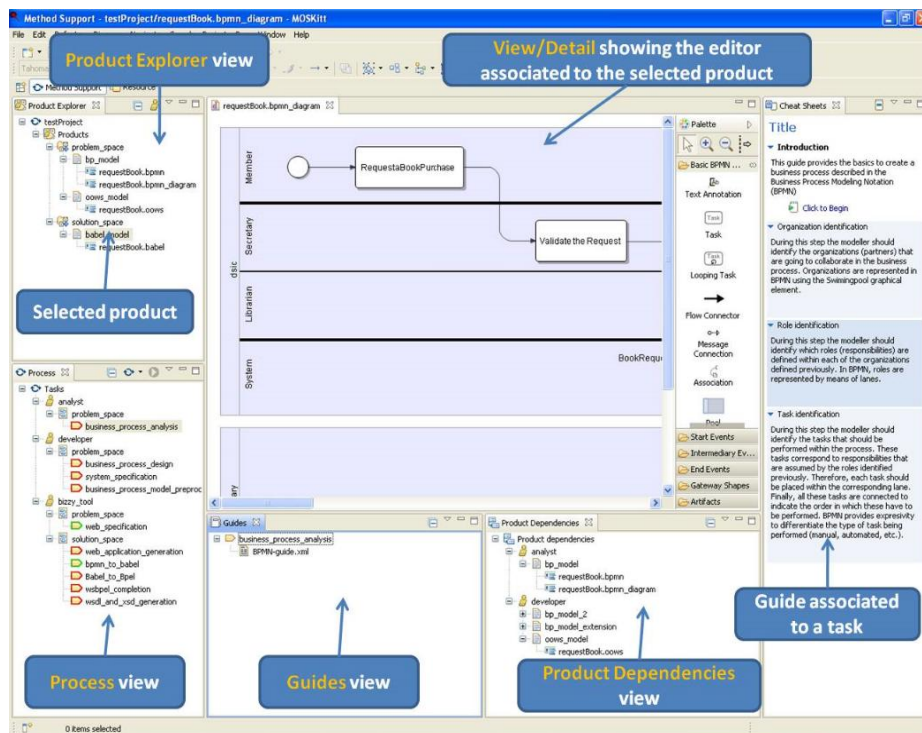 Method Support - testProject/requestBook.bpmn_diagram - MOSKitt
File Edit
Window Help
Product Explorer view
View/Detail showing the editor
associated to the selected product
Method Support
Resource
Product Explorer
testProject
Products
problem_space
bp_model
requestBook.bpmn
requestBook.bpmn_diagram
oows_model
requestBook.oows
solution_space
babel_model
requestBook.babel
Selected product
requestBook.bpmn_diagram
dsic
Member
RequestaBookPurchase
Secretary
Validate the Request
Librarian
System
BookReque
ary
Palette
Basic BPMN ...
Text Annotation
Task
Task
Task
Looping Task
Flow Connector
Message
Connection
Association
Pool
Start Events
Intermediary Ev...
End Events
Gateway Shapes
Artifacts
Cheat Sheets
Title
Introduction
This guide provides the basics to create a
business process described in the
Business Process Modeling Notation
(BPMN)
Click to Begin
Organization identification
During this step the modeller should
identify the organizations (partners) that
are going to collaborate in the business
process. Organizations are represented in
BPMN using the Swimingpool graphical
element.
Role identification
During this step the modeller should
identify which roles (responsibilities) are
defined within each of the organizations
defined previously. In BPMN, roles are
represented by means of lanes.
Task identification
During this step the modeller should
identify the tasks that should be
performed within the process. These
tasks correspond to responsibilities that
are assumed by the roles identified
previously. Therefore, each task should
be placed within the corresponding lane.
Finally, all these tasks are connected to
indicate the order in which these have to
be performed. BPMN provides expresivity
to differentiate the type of task being
performed (manual, automated, etc.).
Guide associated
to a task
Process
Tasks
analyst
problem_space
business_process_analysis
developer
problem_space
business_process_design
system_specification
business_process_model_preproc
bizzy_tool
problem_space
web_specification
solution_space
web_application_generation
bpmn_to_babel
Babel_to_Bpel
wsbpel_completion
wsdl_and_xsd_generation
Process view
Guides
business_process_analysis
BPMN-guide.xml
Guides view
Product Dependencies
Product dependencies
analyst
bp_model
requestBook.bpmn
requestBook.bpmn_diagram
developer
bp_model_2
bp_model_extension
oows_model
requestBook.oows
Product Dependencies
view
0 items selected